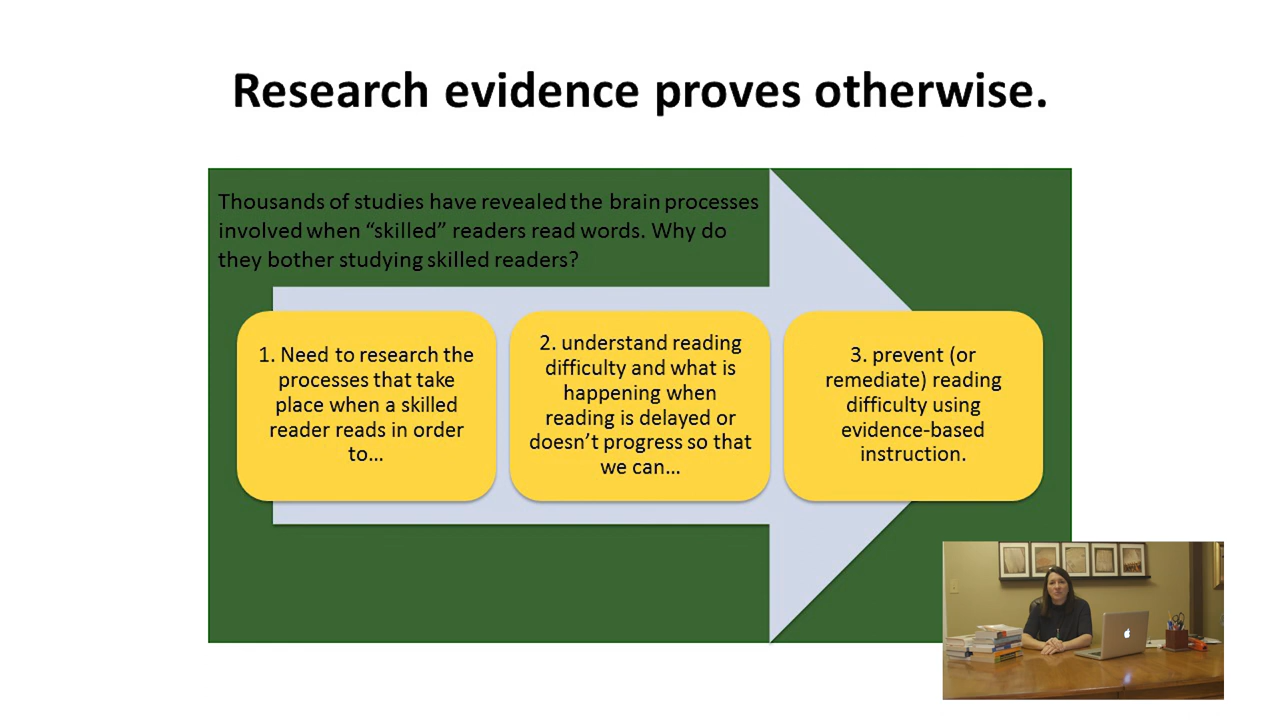 Research evidence proves otherwise.
Thousands of studies have revealed the brain processes
involved when “skilled” readers read words. Why do
they bother studying skilled readers?
1. Need to research the
processes that take
place when a skilled
reader reads in order
to…
2. understand reading
difficulty and what is
happening when
reading is delayed or
doesn’t progress so that
we can…
3. prevent (or
remediate) reading
difficulty using
evidence-based
instruction.